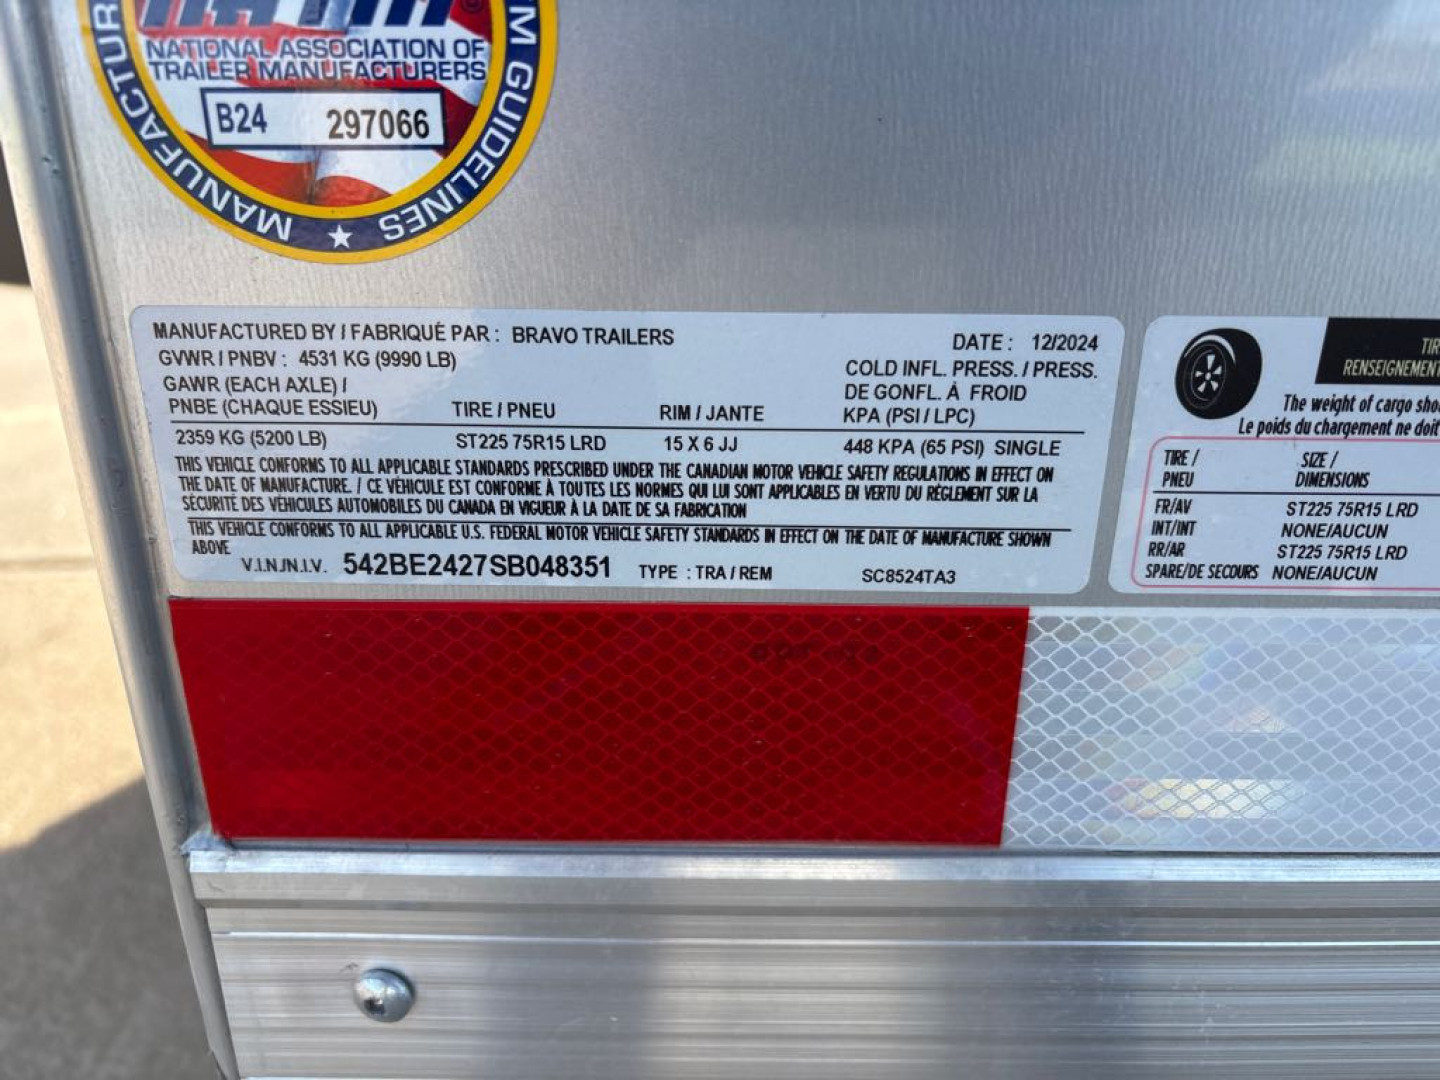 NATIONAL ASSOCIATION OF
TRAILER MANUFACTURERS
B24 297066
GUIDELINES ★ MANUFACTUR
MANUFACTURED BY / FABRIQUÉ PAR : BRAVO TRAILERS DATE : 12/2024
GVWR / PNBV : 4531 KG (9990 LB)
GAWR (EACH AXLE) /
PNBE (CHAQUE ESSIEU) TIRE / PNEU RIM / JANTE
COLD INFL. PRESS. / PRESS.
DE GONFL. À FROID
KPA (PSI / LPC)
2359 KG (5200 LB) ST225 75R15 LRD 15 X 6 JJ 448 KPA (65 PSI) SINGLE
THIS VEHICLE CONFORMS TO ALL APPLICABLE STANDARDS PRESCRIBED UNDER THE CANADIAN MOTOR VEHICLE SAFETY REGULATIONS IN EFFECT ON
THE DATE OF MANUFACTURE. / CE VÉHICULE EST CONFORME À TOUTES LES NORMES QUI LUI SONT APPLICABLES EN VERTU DU RÉGLEMENT SUR LA
SÉCURITÉ DES VÉHICULES AUTOMOBILES DU CANADA EN VIGUEUR À LA DATE DE SA FABRICATION
THIS VEHICLE CONFORMS TO ALL APPLICABLE U.S. FEDERAL MOTOR VEHICLE SAFETY STANDARDS IN EFFECT ON THE DATE OF MANUFACTURE SHOWN
ABOVE
V.I.N./N.I.V. 542BE2427SB048351 TYPE : TRA / REM SC8524TA3
TIR
RENSEIGNEMENT
The weight of cargo sho
Le poids du chargement ne doit
TIRE / SIZE /
PNEU DIMENSIONS
FR/AV ST225 75R15 LRD
INT/INT NONE/AUCUN
RR/AR ST225 75R15 LRD
SPARE/DE SECOURS NONE/AUCUN